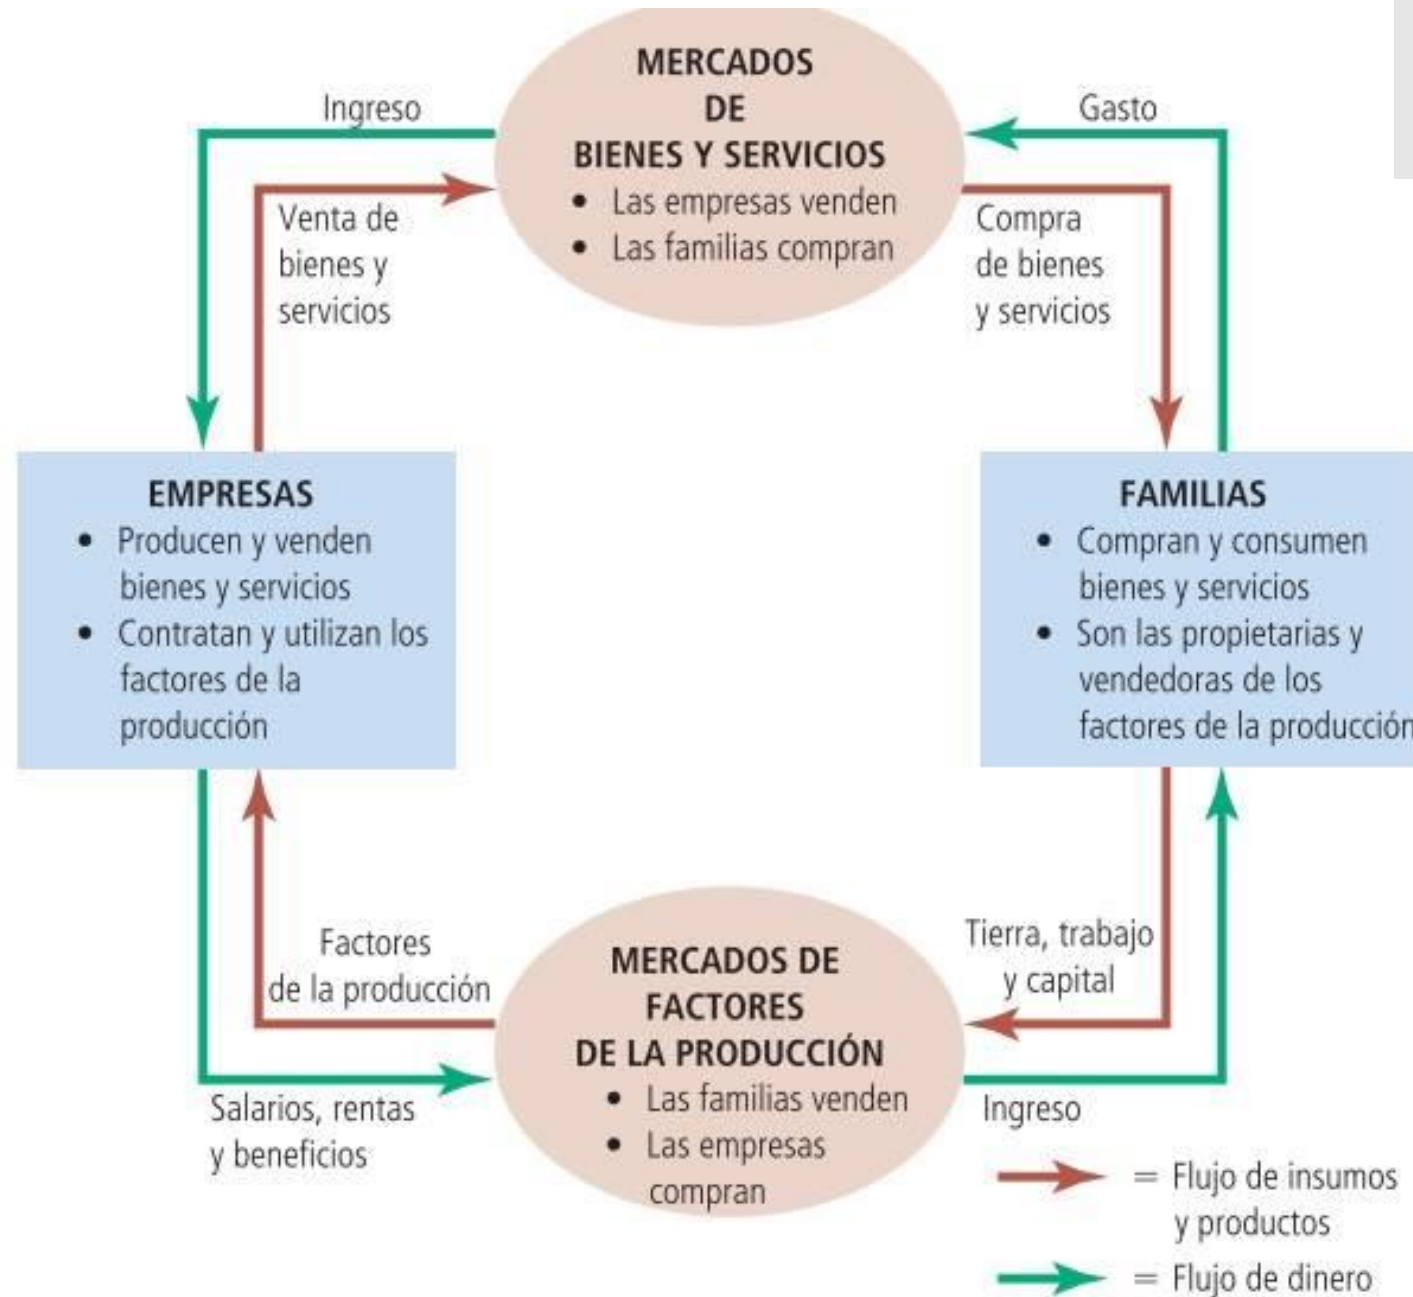 MERCADOS
DE
BIENES Y SERVICIOS
• Las empresas venden
• Las familias compran
Ingreso
Gasto
Venta de
bienes y
servicios
Compra
de bienes
y servicios
EMPRESAS
• Producen y venden
bienes y servicios
• Contratan y utilizan los
factores de la
producción
FAMILIAS
• Compran y consumen
bienes y servicios
• Son las propietarias y
vendedoras de los
factores de la producción
Factores
de la producción
Tierra, trabajo
y capital
MERCADOS DE
FACTORES
DE LA PRODUCCIÓN
• Las familias venden
• Las empresas
compran
Salarios, rentas
y beneficios
Ingreso
= Flujo de insumos
y productos
= Flujo de dinero